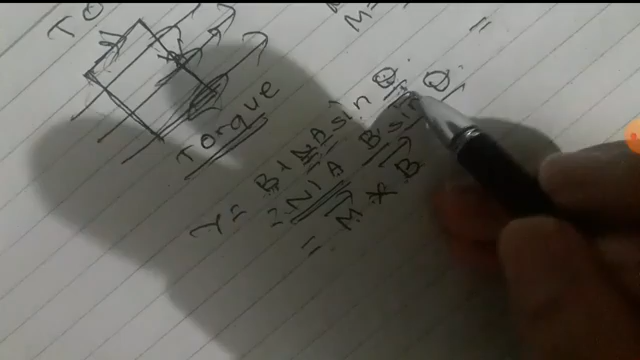 TO
M=
=
Torque
τ = BINA sin θ
= NIA B sin θ
= M × B